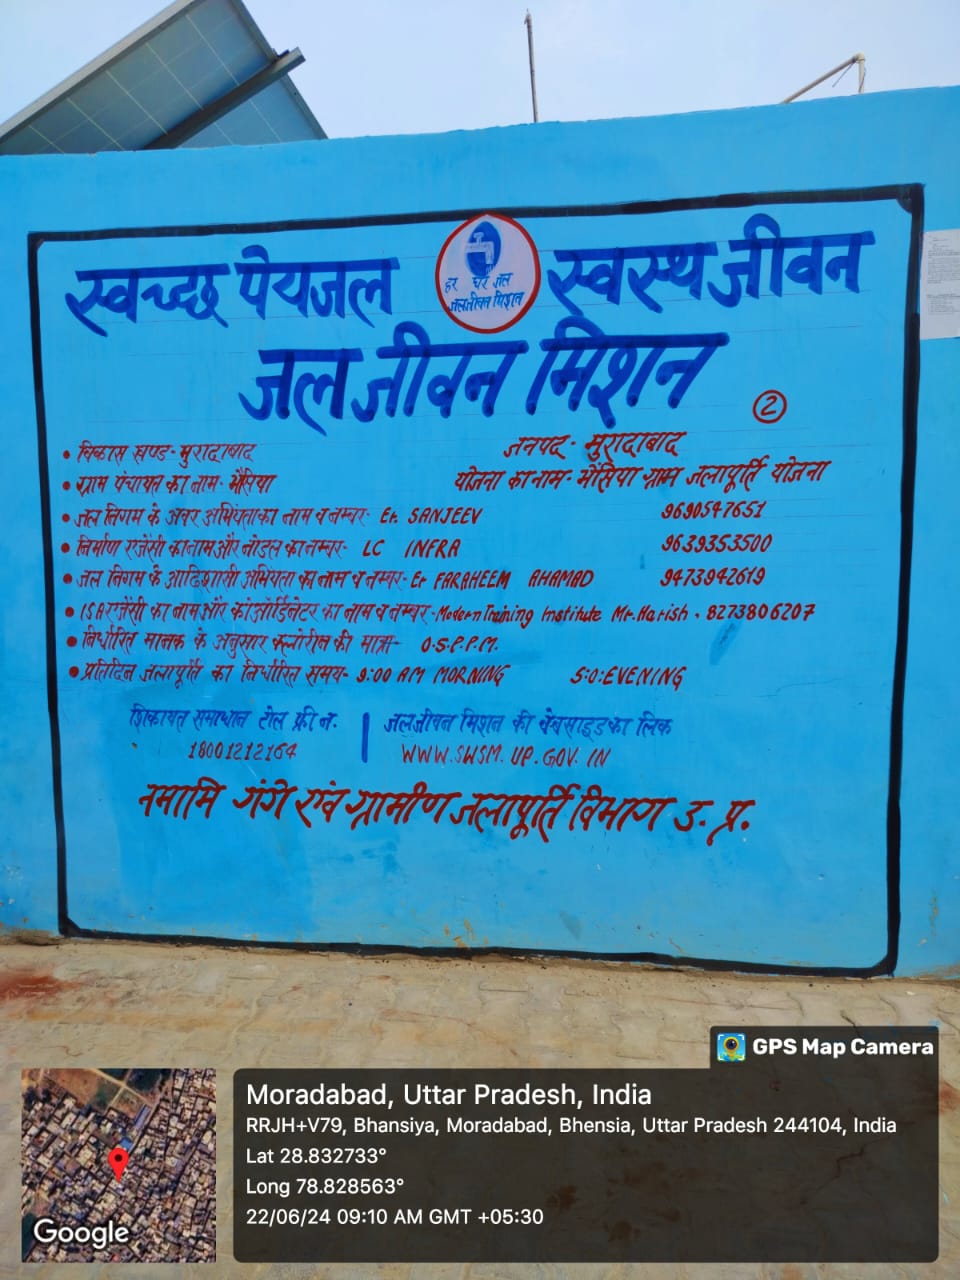 स्वच्छ पेयजल
हर घर जल
जल जीवन मिशन
स्वस्थ जीवन
जल जीवन मिशन
2
• विकास खण्ड- मुरादाबाद जनपद- मुरादाबाद
• ग्राम पंचायत का नाम- भैंसिया योजना का नाम- भैंसिया ग्राम जलापूर्ति योजना
• जल निगम के अवर अभियंता का नाम व नम्बर- Er. SANJEEV 9690547651
• निर्माण एजेंसी का नाम और नोडल का नम्बर- LC INFRA 9639353500
• जल निगम के अधिशासी अभियंता का नाम व नम्बर- Er FARAHEEM AHAMAD 9473942619
• ISA एजेंसी का नाम और कोऑर्डिनेटर का नाम व नम्बर- Modern Training Institute Mr. Harish. 8273806207
• निर्धारित मानक के अनुसार क्लोरीन की मात्रा- 0.5.P.P.M.
• प्रतिदिन जलापूर्ति का निर्धारित समय- 9:00 AM MORNING 5:0:EVENING
शिकायत समाधान टोल फ्री न. | जल जीवन मिशन की वेबसाइड का लिंक
18001212164 WWW.SWSM.UP.GOV.IN
नमामि गंगे एंव ग्रामीण जलापूर्ति विभाग उ. प्र.
GPS Map Camera
Moradabad, Uttar Pradesh, India
RRJH+V79, Bhansiya, Moradabad, Bhensia, Uttar Pradesh 244104, India
Lat 28.832733°
Long 78.828563°
22/06/24 09:10 AM GMT +05:30
Google